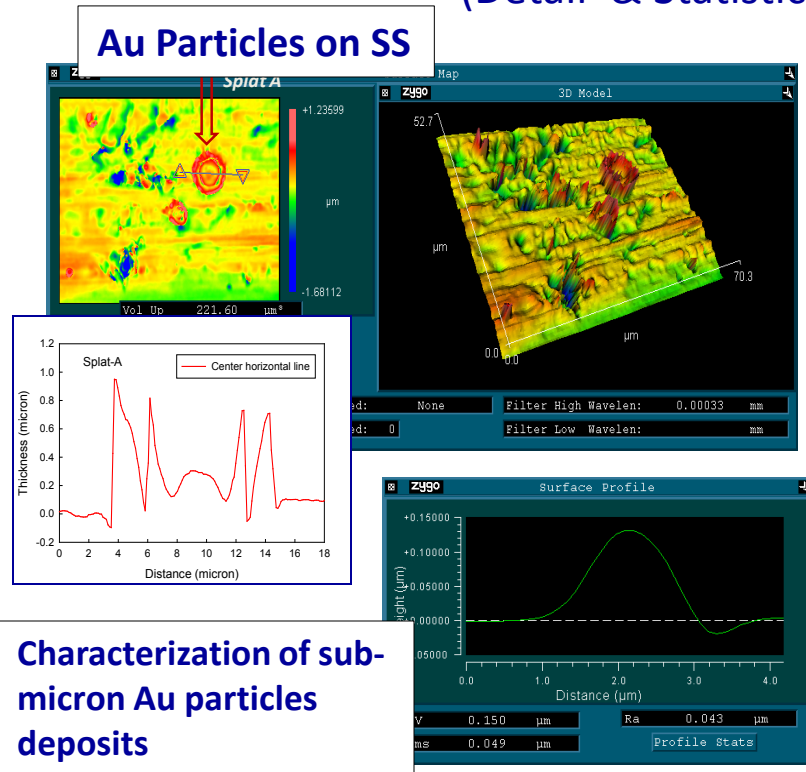 (Detail & Statistic
Au Particles on SS
Map
Splat A
zygo
3D Model
+1.23599
µm
-1.68112
Vol Up 221.60 µm³
52.7
µm
70.3
µm
0.0
0.0
None
Filter High Wavelen: 0.00033 mm
ed: 0
Filter Low Wavelen: mm
Splat-A
Center horizontal line
Thickness (micron)
1.2
1.0
0.8
0.6
0.4
0.2
0.0
-0.2
0 2 4 6 8 10 12 14 16 18
Distance (micron)
zygo
Surface Profile
+0.15000
+0.10000
+0.05000
+0.00000
.05000
eight (µm)
0.0 1.0 2.0 3.0 4.0
Distance (µm)
V 0.150 µm
Ra 0.043 µm
ms 0.049 µm
Profile Stats
Characterization of sub-
micron Au particles
deposits